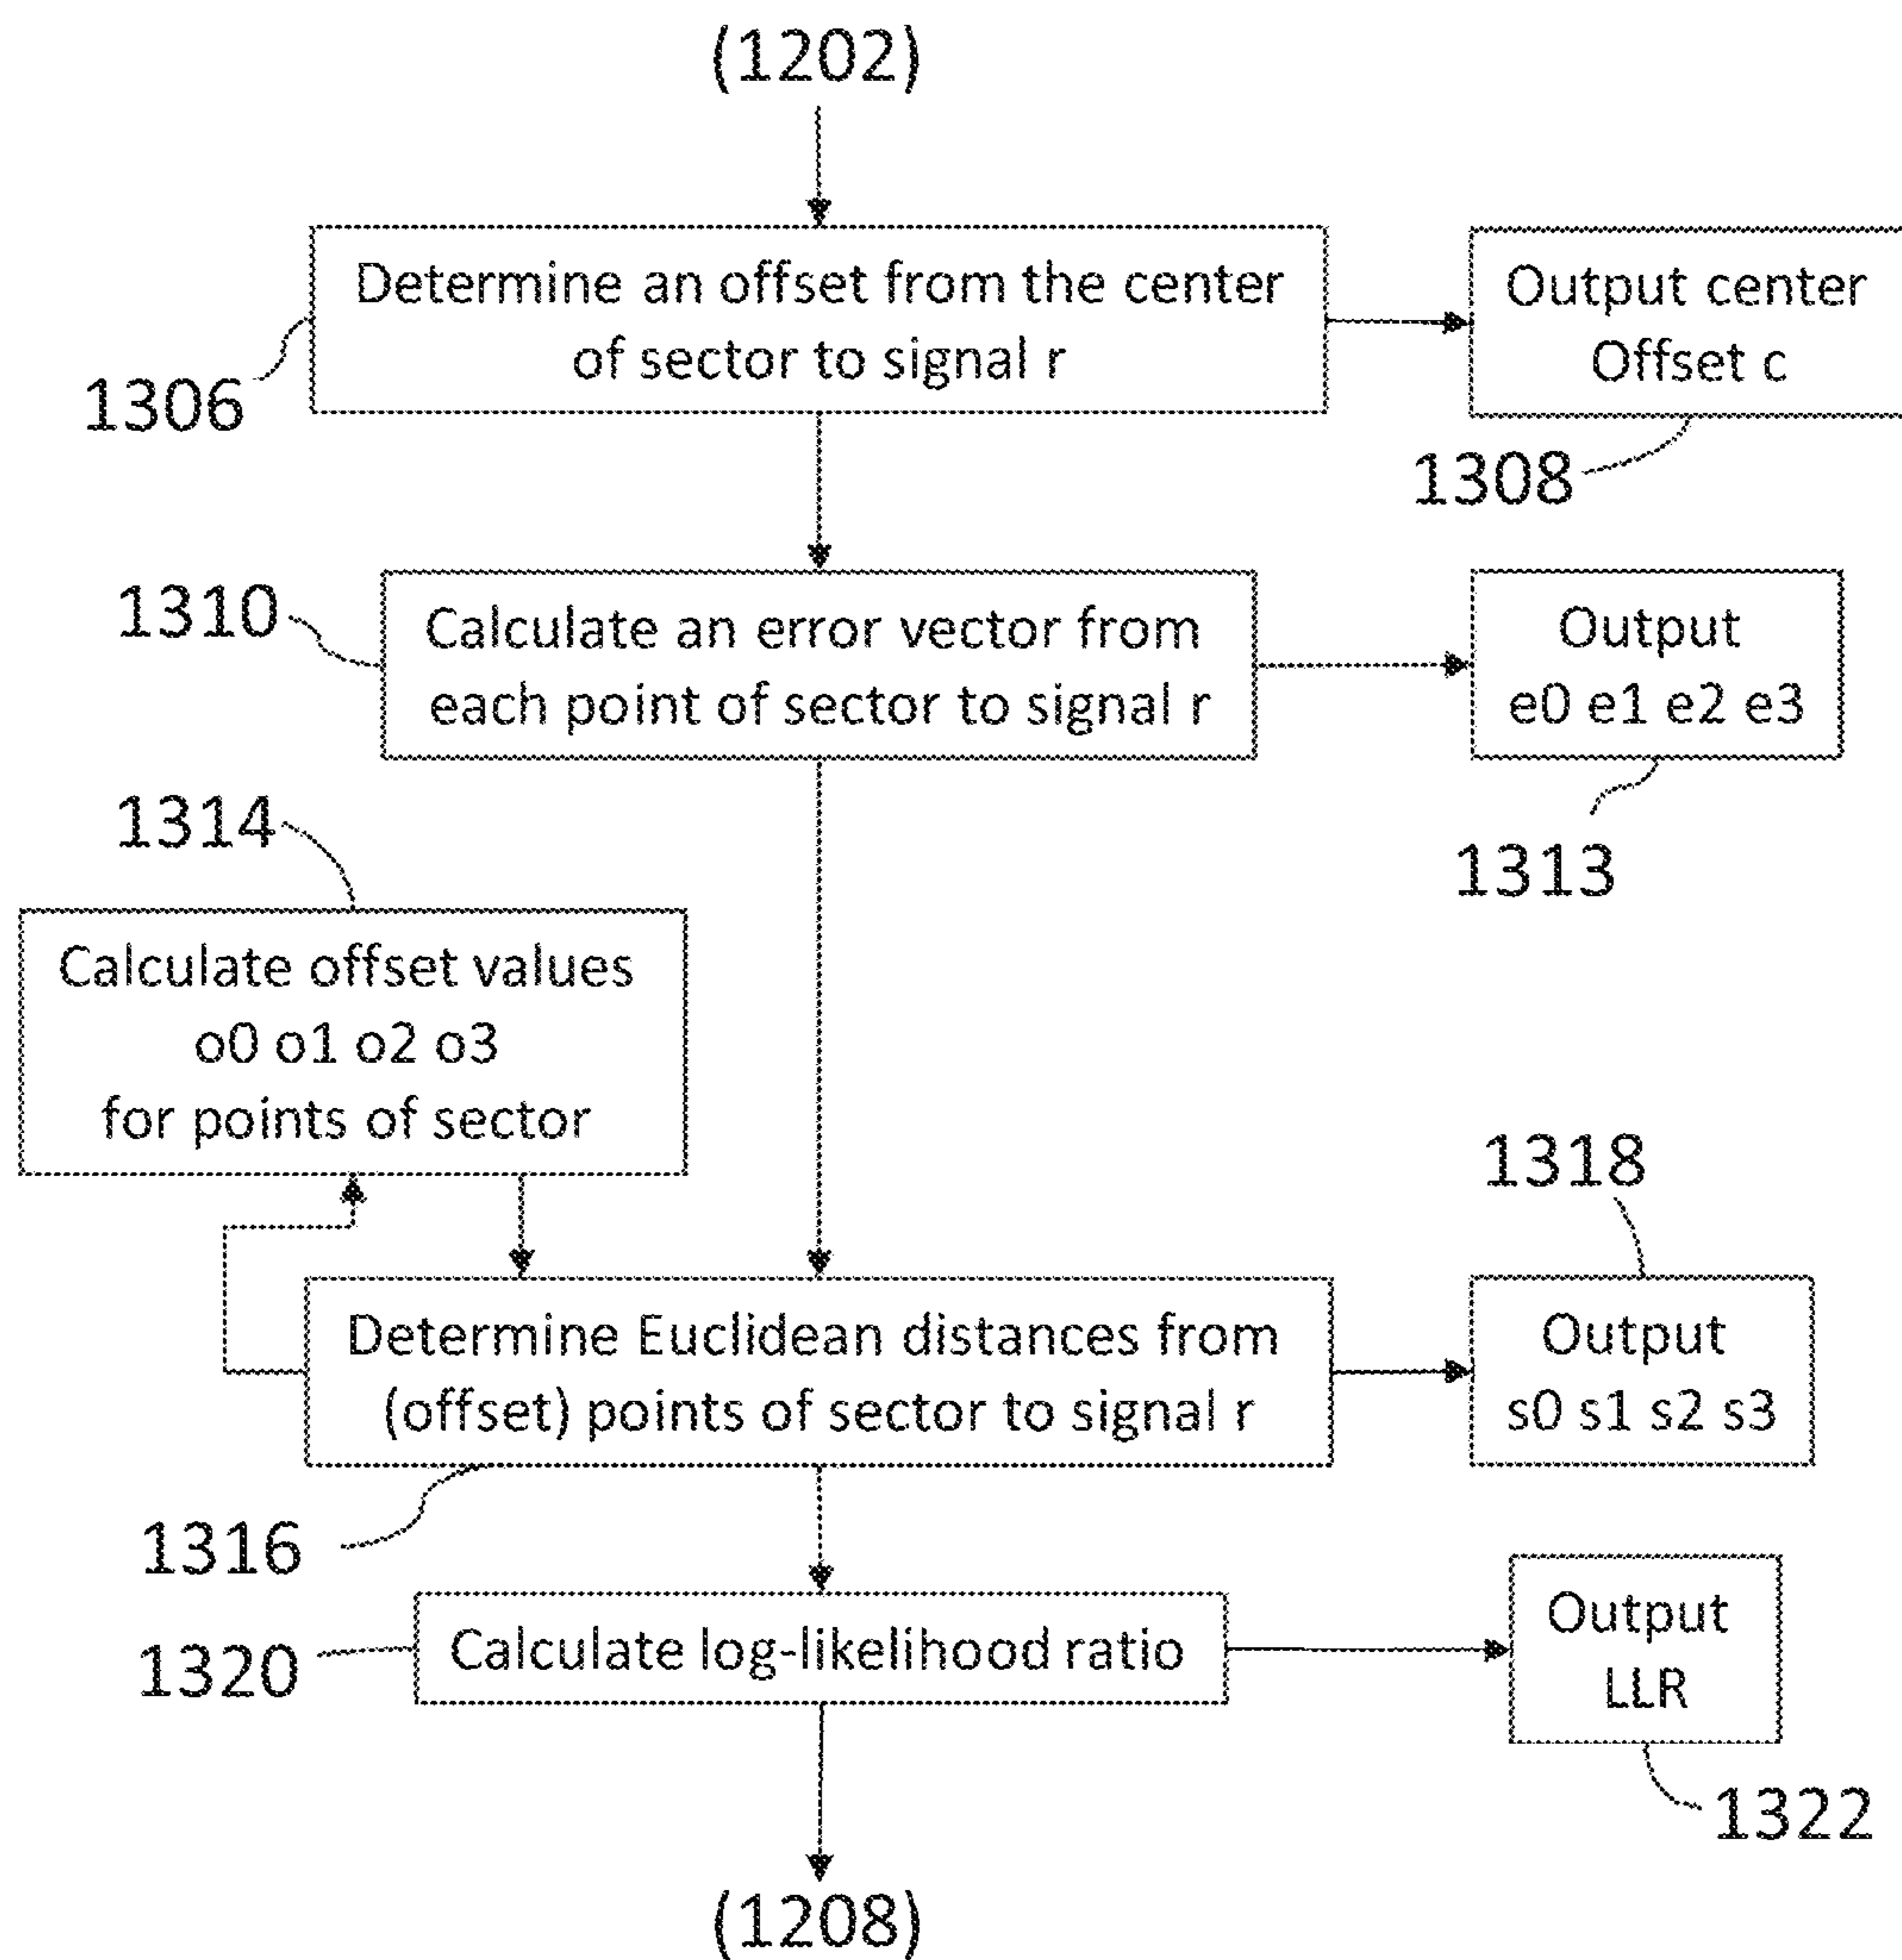 (1202)
Determine an offset from the center
of sector to signal r
1306
Output center
Offset c
1308
1310
Calculate an error vector from
each point of sector to signal r
Output
e0 e1 e2 e3
1313
1314
Calculate offset values
o0 o1 o2 o3
for points of sector
1318
Determine Euclidean distances from
(offset) points of sector to signal r
Output
s0 s1 s2 s3
1316
1320
Calculate log-likelihood ratio
Output
LLR
1322
(1208)